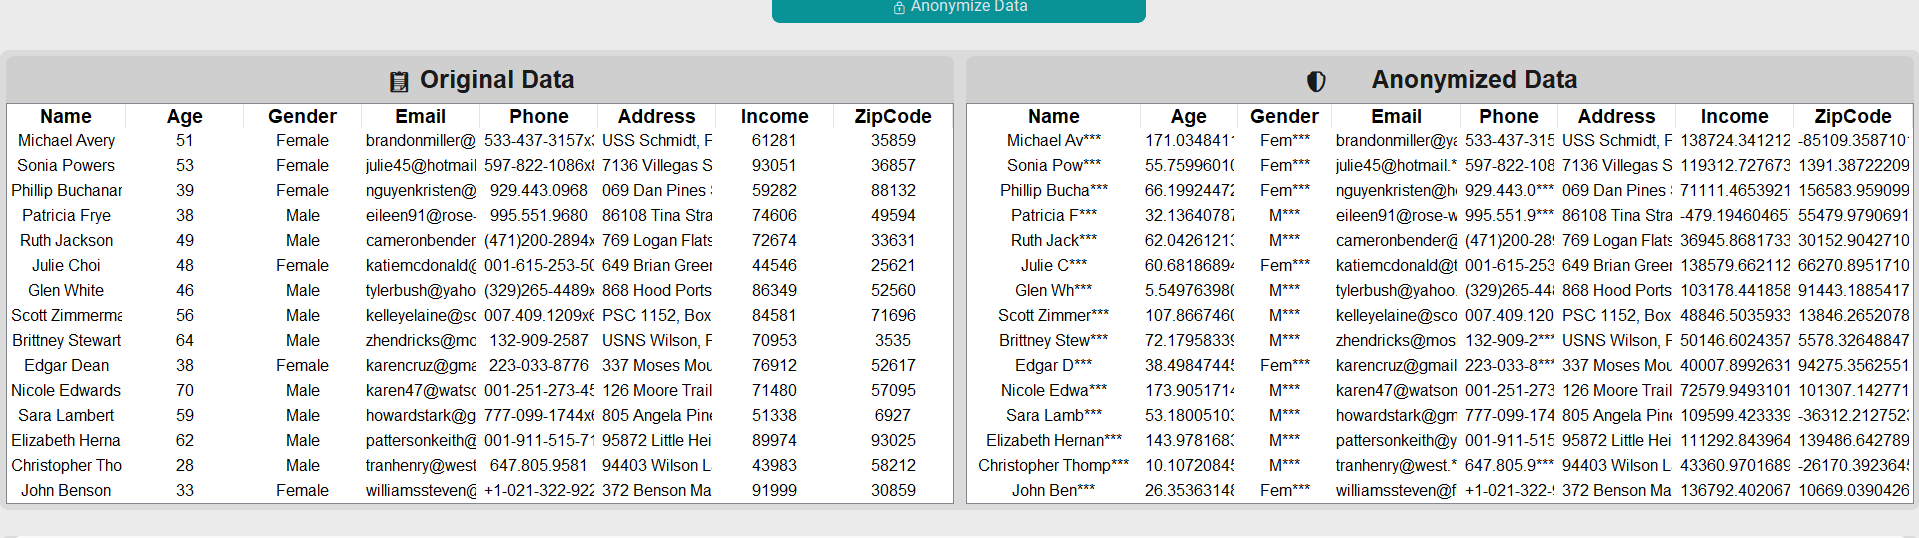 Anonymize Data
Original Data
Name Age Gender Email Phone Address Income ZipCode
Michael Avery 51 Female brandonmiller@ 533-437-3157x3 USS Schmidt, F 61281 35859
Sonia Powers 53 Female julie45@hotmail 597-822-1086x8 7136 Villegas S 93051 36857
Phillip Buchanar 39 Female nguyenkristen@ 929.443.0968 069 Dan Pines 59282 88132
Patricia Frye 38 Male eileen91@rose- 995.551.9680 86108 Tina Stra 74606 49594
Ruth Jackson 49 Male cameronbender (471)200-2894x 769 Logan Flats 72674 33631
Julie Choi 48 Female katiemcdonald@ 001-615-253-50 649 Brian Greer 44546 25621
Glen White 46 Male tylerbush@yaho (329)265-4489x 868 Hood Ports 86349 52560
Scott Zimmerma 56 Male kelleyelaine@sc 007.409.1209x6 PSC 1152, Box 84581 71696
Brittney Stewart 64 Male zhendricks@mo 132-909-2587 USNS Wilson, F 70953 3535
Edgar Dean 38 Female karencruz@gma 223-033-8776 337 Moses Mou 76912 52617
Nicole Edwards 70 Male karen47@watsc 001-251-273-45 126 Moore Trail 71480 57095
Sara Lambert 59 Male howardstark@g 777-099-1744x6 805 Angela Pine 51338 6927
Elizabeth Herna 62 Male pattersonkeith@ 001-911-515-71 95872 Little Hei 89974 93025
Christopher Tho 28 Male tranhenry@west 647.805.9581 94403 Wilson L 43983 58212
John Benson 33 Female williamssteven@ +1-021-322-922 372 Benson Ma 91999 30859
Anonymized Data
Name Age Gender Email Phone Address Income ZipCode
Michael Av*** 171.034841 Fem*** brandonmiller@ya 533-437-315 USS Schmidt, F 138724.341212 -85109.358710
Sonia Pow*** 55.7599601 Fem*** julie45@hotmail.* 597-822-108 7136 Villegas S 119312.727673 1391.38722209
Phillip Bucha*** 66.19924472 Fem*** nguyenkristen@h 929.443.0*** 069 Dan Pines 71111.4653921 156583.959099
Patricia F*** 32.13640787 M*** eileen91@rose-w 995.551.9*** 86108 Tina Stra -479.19460465 55479.9790691
Ruth Jack*** 62.04261213 M*** cameronbender@ (471)200-28 769 Logan Flats 36945.8681733 30152.9042710
Julie C*** 60.68186894 Fem*** katiemcdonald@t 001-615-253 649 Brian Greer 138579.662112 66270.8951710
Glen Wh*** 5.549763980 M*** tylerbush@yahoo. (329)265-44 868 Hood Ports 103178.441858 91443.1885417
Scott Zimmer*** 107.8667460 M*** kelleyelaine@sco 007.409.120 PSC 1152, Box 48846.5035933 13846.2652078
Brittney Stew*** 72.17958339 M*** zhendricks@mos 132-909-2*** USNS Wilson, F 50146.6024357 5578.32648847
Edgar D*** 38.49847445 Fem*** karencruz@gmail 223-033-8*** 337 Moses Mou 40007.8992631 94275.3562551
Nicole Edwa*** 173.9051714 M*** karen47@watson 001-251-273 126 Moore Trail 72579.9493101 101307.142771
Sara Lamb*** 53.18005103 M*** howardstark@gm 777-099-174 805 Angela Pine 109599.423339 -36312.212752
Elizabeth Hernan*** 143.9781683 M*** pattersonkeith@y 001-911-515 95872 Little Hei 111292.843964 139486.642789
Christopher Thomp*** 10.10720845 M*** tranhenry@west.* 647.805.9*** 94403 Wilson L 43360.9701689 -26170.392364
John Ben*** 26.35363148 Fem*** williamssteven@f +1-021-322- 372 Benson Ma 136792.402067 10669.0390426